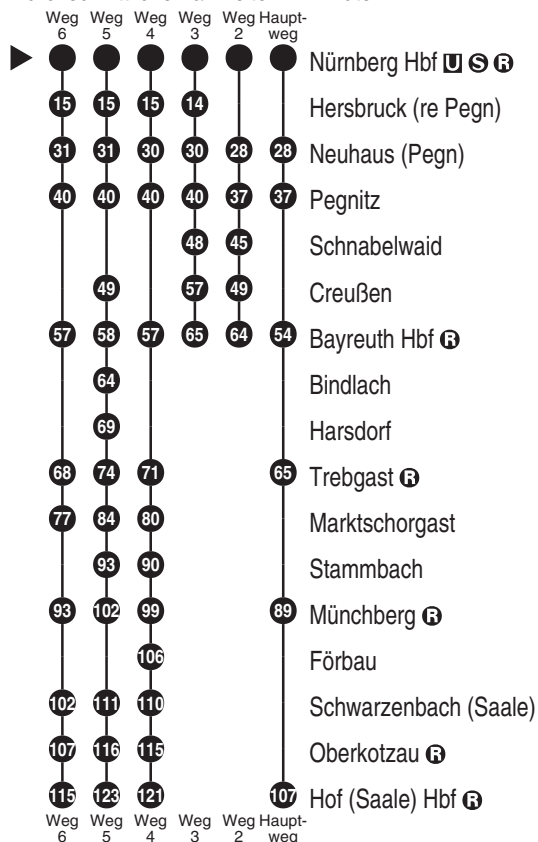 Weg 6 Weg 5 Weg 4 Weg 3 Weg 2 Haupt-weg
Nürnberg Hbf U S R
15 15 15 14 Hersbruck (re Pegn)
31 31 30 30 28 28 Neuhaus (Pegn)
40 40 40 40 37 37 Pegnitz
48 45 Schnabelwaid
49 57 49 Creußen
57 58 57 65 64 54 Bayreuth Hbf R
64 Bindlach
69 Harsdorf
68 74 71 65 Trebgast R
77 84 80 Marktschorgast
93 90 Stammbach
93 102 99 89 Münchberg R
106 Förbau
102 111 110 Schwarzenbach (Saale)
107 116 115 Oberkotzau R
115 123 121 107 Hof (Saale) Hbf R
Weg 6 Weg 5 Weg 4 Weg 3 Weg 2 Haupt-weg